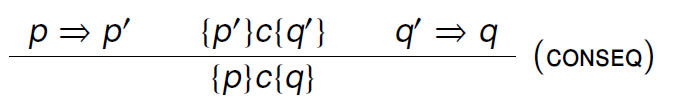 p ⇒ p′ {p′}c{q′} q′ ⇒ q
{p}c{q} (CONSEQ)